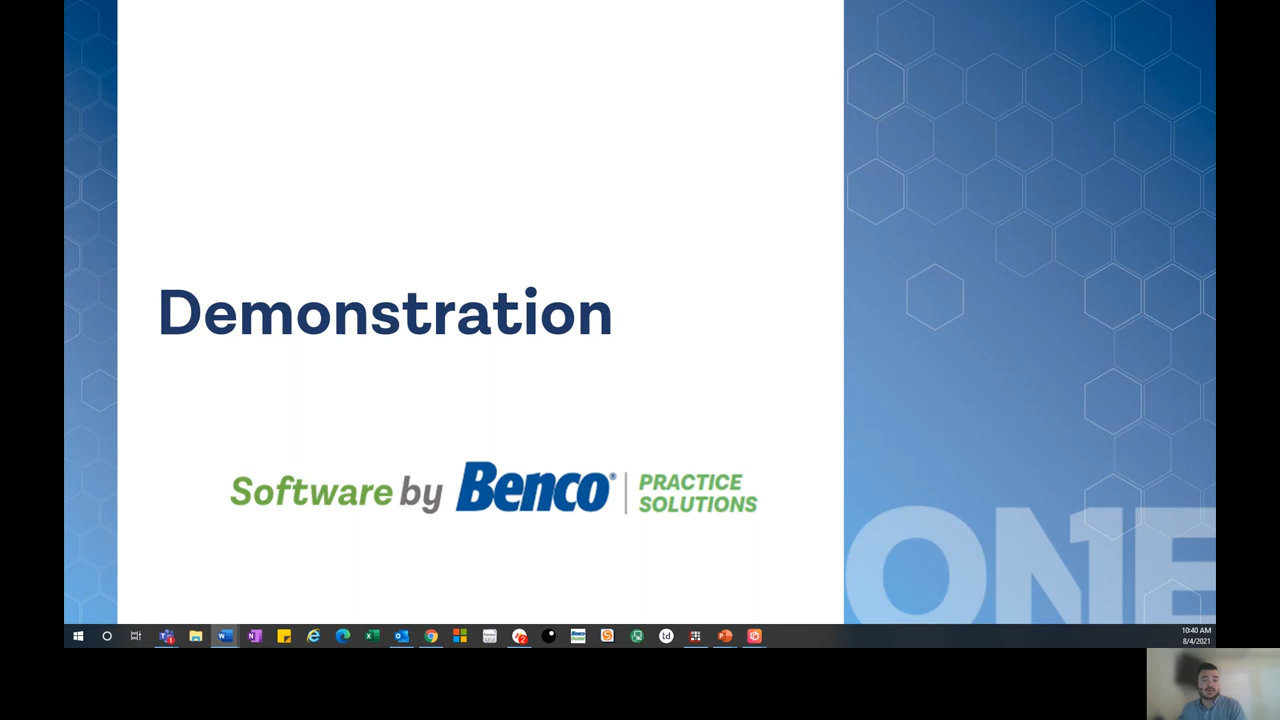 Demonstration
Software by Benco® | PRACTICE SOLUTIONS
ONE
10:40 AM
8/4/2021